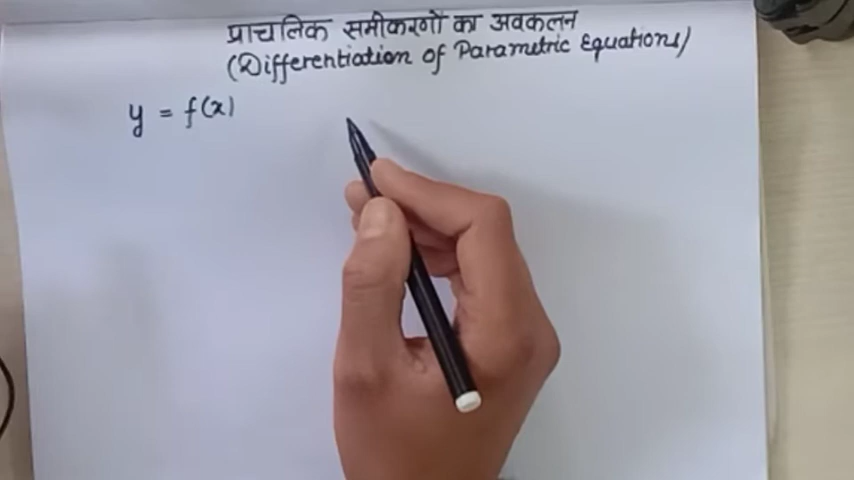 प्राचलिक समीकरणों का अवकलन
(Differentiation of Parametric Equations)
y = f(x)